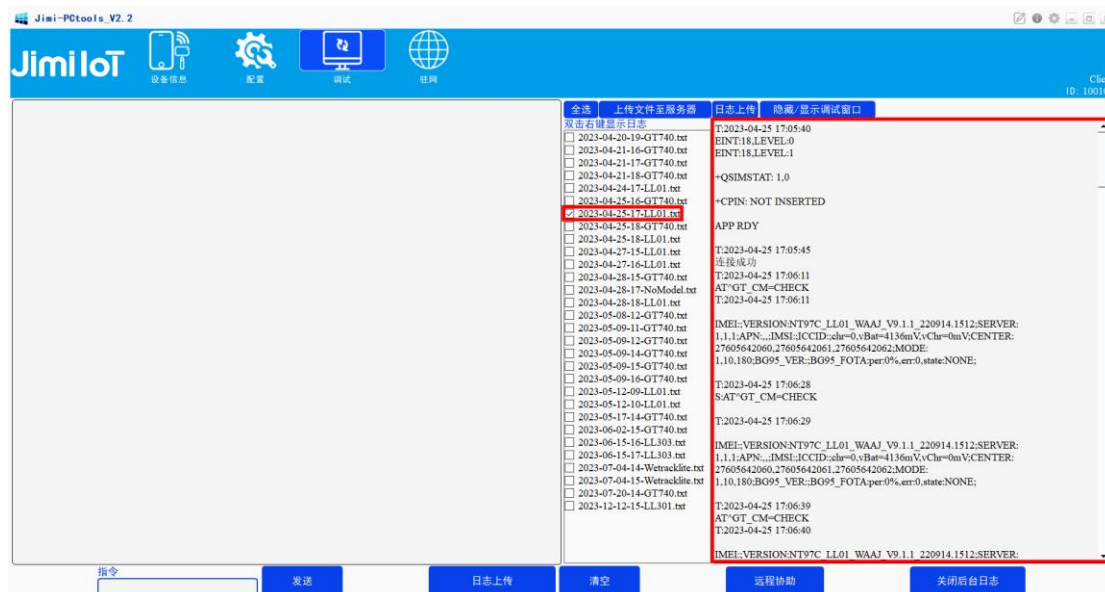 Jimi-PCtools_V2.2
JimiIoT
设备信息
配置
调试
驻网
Clie
ID: 10010
全选
上传文件至服务器
日志上传
隐藏/显示调试窗口
双击右键显示日志
2023-04-20-19-GT740.txt
2023-04-21-16-GT740.txt
2023-04-21-17-GT740.txt
2023-04-21-18-GT740.txt
2023-04-24-17-LL01.txt
2023-04-25-16-GT740.txt
2023-04-25-17-LL01.txt
2023-04-25-18-GT740.txt
2023-04-25-18-LL01.txt
2023-04-27-15-LL01.txt
2023-04-27-16-LL01.txt
2023-04-28-15-GT740.txt
2023-04-28-17-NoModel.txt
2023-04-28-18-LL01.txt
2023-05-08-12-GT740.txt
2023-05-09-11-GT740.txt
2023-05-09-12-GT740.txt
2023-05-09-14-GT740.txt
2023-05-09-15-GT740.txt
2023-05-09-16-GT740.txt
2023-05-12-09-LL01.txt
2023-05-12-10-LL01.txt
2023-05-17-14-GT740.txt
2023-06-02-15-GT740.txt
2023-06-15-16-LL303.txt
2023-06-15-17-LL303.txt
2023-07-04-14-Wetracklite.txt
2023-07-04-15-Wetracklite.txt
2023-07-20-14-GT740.txt
2023-12-12-15-LL301.txt
T:2023-04-25 17:05:40
EINT:18,LEVEL:0
EINT:18,LEVEL:1
+QSIMSTAT: 1,0
+CPIN: NOT INSERTED
APP RDY
T:2023-04-25 17:05:45
连接成功
T:2023-04-25 17:06:11
AT^GT_CM=CHECK
T:2023-04-25 17:06:11
IMEI:;VERSION:NT97C_LL01_WAAJ_V9.1.1_220914.1512;SERVER:
1,1,1;APN:,,;IMSI:;ICCID:;chr=0,vBat=4136mV,vChr=0mV;CENTER:
27605642060,27605642061,27605642062;MODE:
1,10,180;BG95_VER:;BG95_FOTA:per:0%,err:0,state:NONE;
T:2023-04-25 17:06:28
S:AT^GT_CM=CHECK
T:2023-04-25 17:06:29
IMEI:;VERSION:NT97C_LL01_WAAJ_V9.1.1_220914.1512;SERVER:
1,1,1;APN:,,;IMSI:;ICCID:;chr=0,vBat=4136mV,vChr=0mV;CENTER:
27605642060,27605642061,27605642062;MODE:
1,10,180;BG95_VER:;BG95_FOTA:per:0%,err:0,state:NONE;
T:2023-04-25 17:06:39
AT^GT_CM=CHECK
T:2023-04-25 17:06:40
IMEI:;VERSION:NT97C_LL01_WAAJ_V9.1.1_220914.1512;SERVER:
指令
发送
日志上传
清空
远程协助
关闭后台日志